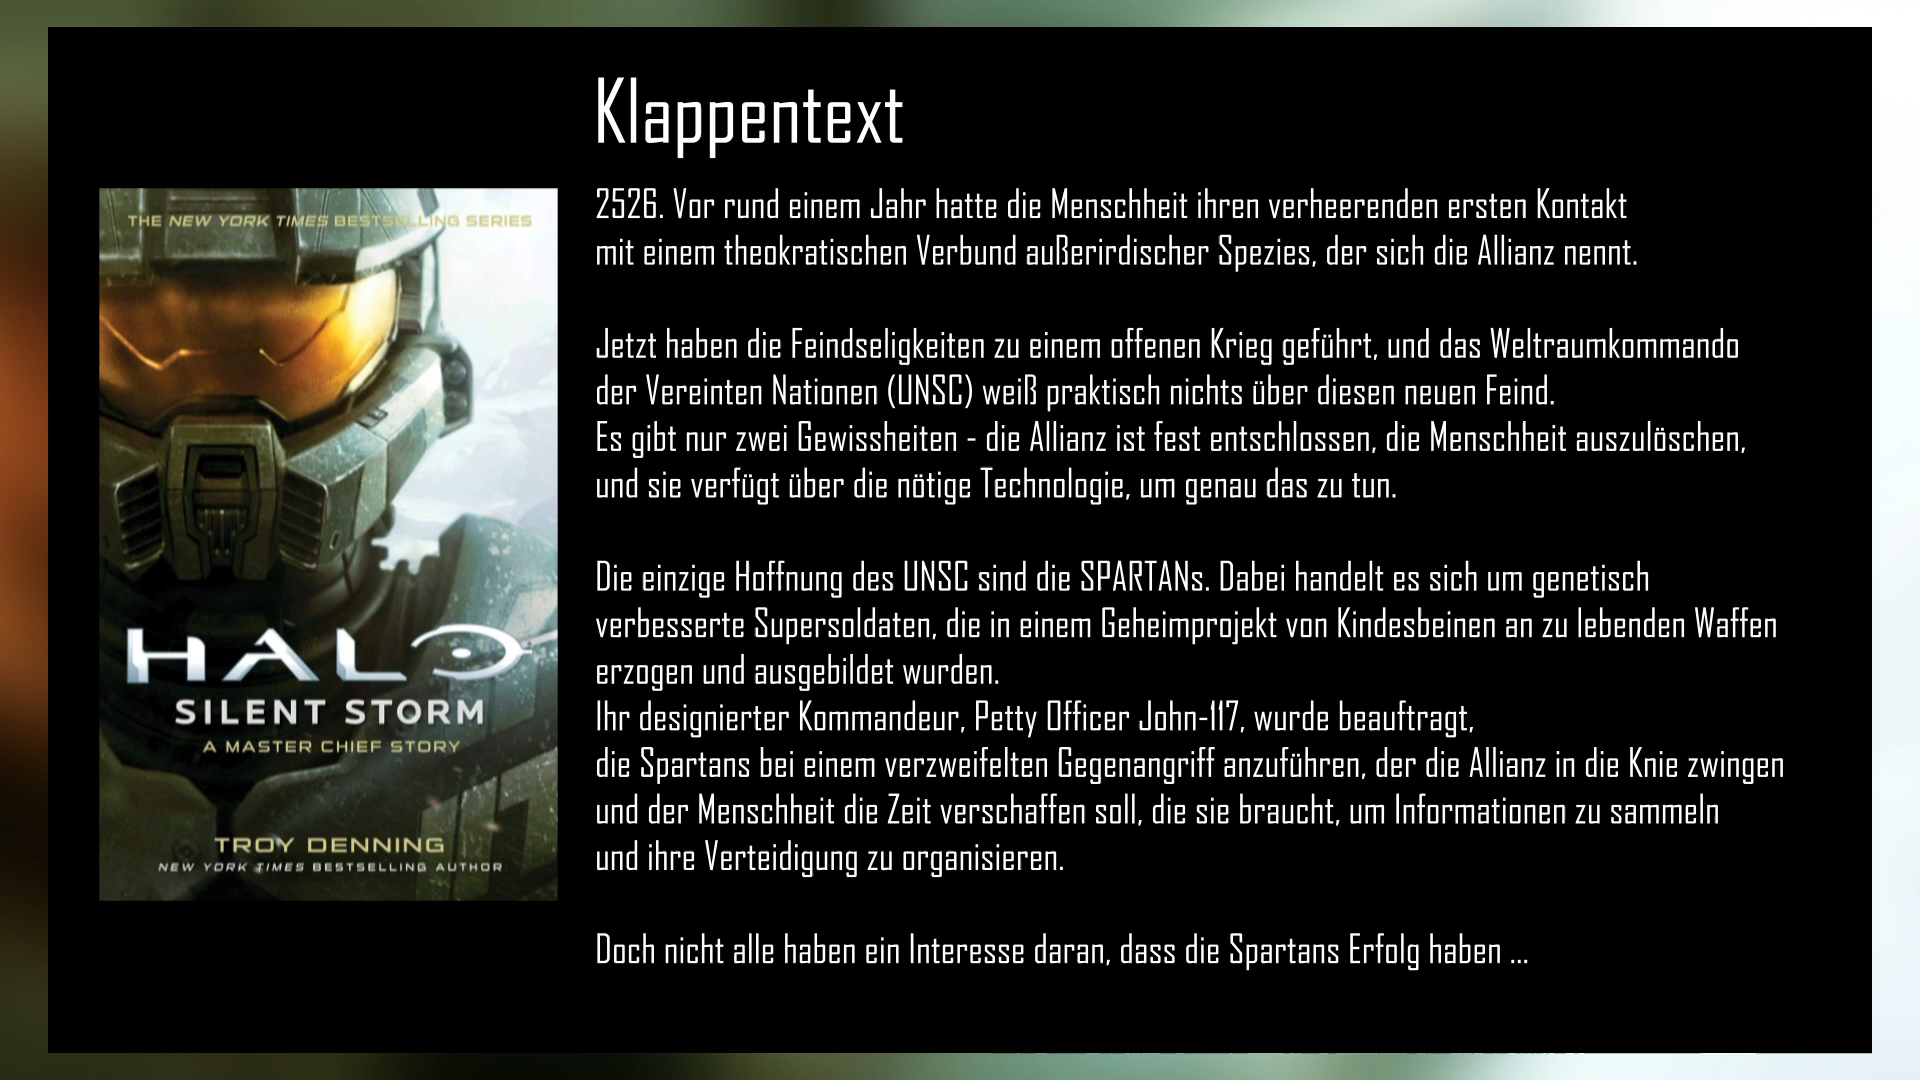 Klappentext
THE NEW YORK TIMES BESTSELLING SERIES
HALO
SILENT STORM
A MASTER CHIEF STORY
TROY DENNING
NEW YORK TIMES BESTSELLING AUTHOR
2526. Vor rund einem Jahr hatte die Menschheit ihren verheerenden ersten Kontakt
mit einem theokratischen Verbund außerirdischer Spezies, der sich die Allianz nennt.
Jetzt haben die Feindseligkeiten zu einem offenen Krieg geführt, und das Weltraumkommando
der Vereinten Nationen (UNSC) weiß praktisch nichts über diesen neuen Feind.
Es gibt nur zwei Gewissheiten - die Allianz ist fest entschlossen, die Menschheit auszulöschen,
und sie verfügt über die nötige Technologie, um genau das zu tun.
Die einzige Hoffnung des UNSC sind die SPARTANs. Dabei handelt es sich um genetisch
verbesserte Supersoldaten, die in einem Geheimprojekt von Kindesbeinen an zu lebenden Waffen
erzogen und ausgebildet wurden.
Ihr designierter Kommandeur, Petty Officer John-117, wurde beauftragt,
die Spartans bei einem verzweifelten Gegenangriff anzuführen, der die Allianz in die Knie zwingen
und der Menschheit die Zeit verschaffen soll, die sie braucht, um Informationen zu sammeln
und ihre Verteidigung zu organisieren.
Doch nicht alle haben ein Interesse daran, dass die Spartans Erfolg haben ...